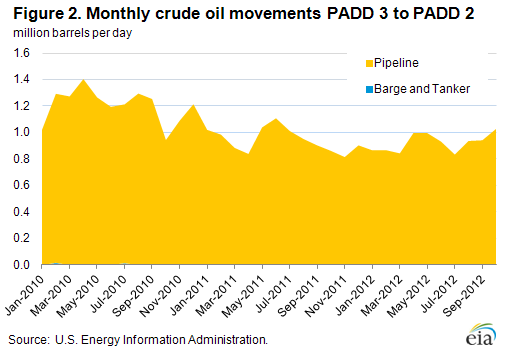 Figure 2. Monthly crude oil movements PADD 3 to PADD 2
million barrels per day
1.6
1.4
1.2
1.0
0.8
0.6
0.4
0.2
0.0
Pipeline
Barge and Tanker
Jan-2010
Mar-2010
May-2010
Jul-2010
Sep-2010
Nov-2010
Jan-2011
Mar-2011
May-2011
Jul-2011
Sep-2011
Nov-2011
Jan-2012
Mar-2012
May-2012
Jul-2012
Sep-2012
Source: U.S. Energy Information Administration.
eia